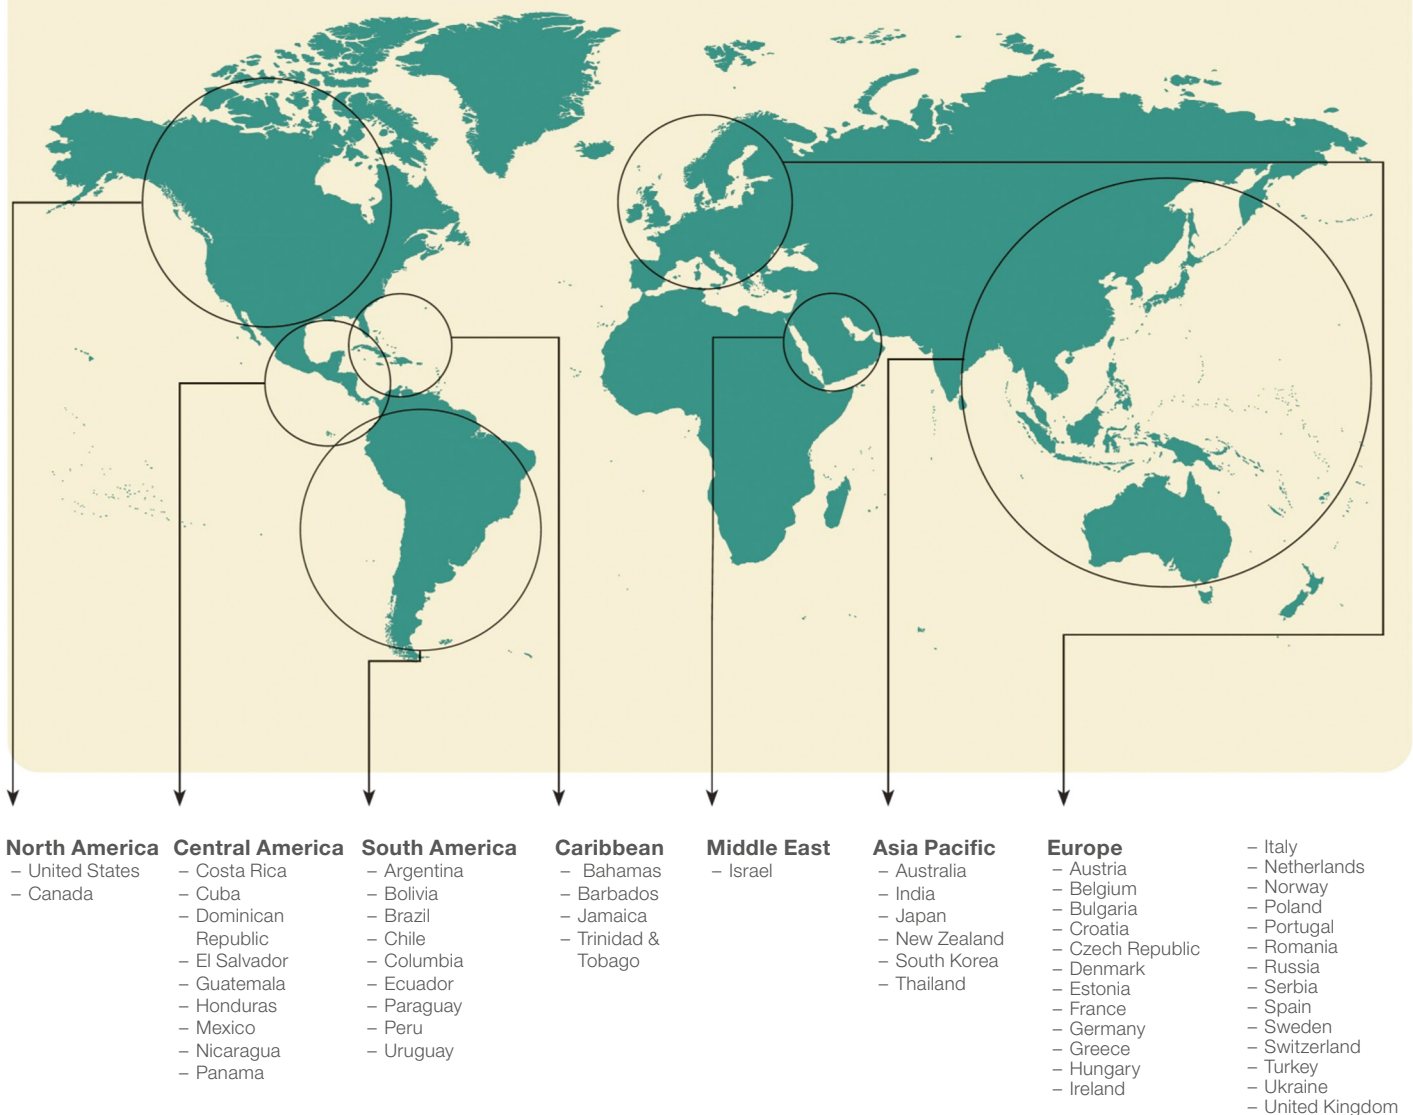 North America
– United States
– Canada
Central America
– Costa Rica
– Cuba
– Dominican
Republic
– El Salvador
– Guatemala
– Honduras
– Mexico
– Nicaragua
– Panama
South America
– Argentina
– Bolivia
– Brazil
– Chile
– Columbia
– Ecuador
– Paraguay
– Peru
– Uruguay
Caribbean
– Bahamas
– Barbados
– Jamaica
– Trinidad &
Tobago
Middle East
– Israel
Asia Pacific
– Australia
– India
– Japan
– New Zealand
– South Korea
– Thailand
Europe
– Austria
– Belgium
– Bulgaria
– Croatia
– Czech Republic
– Denmark
– Estonia
– France
– Germany
– Greece
– Hungary
– Ireland
– Italy
– Netherlands
– Norway
– Poland
– Portugal
– Romania
– Russia
– Serbia
– Spain
– Sweden
– Switzerland
– Turkey
– Ukraine
– United Kingdom